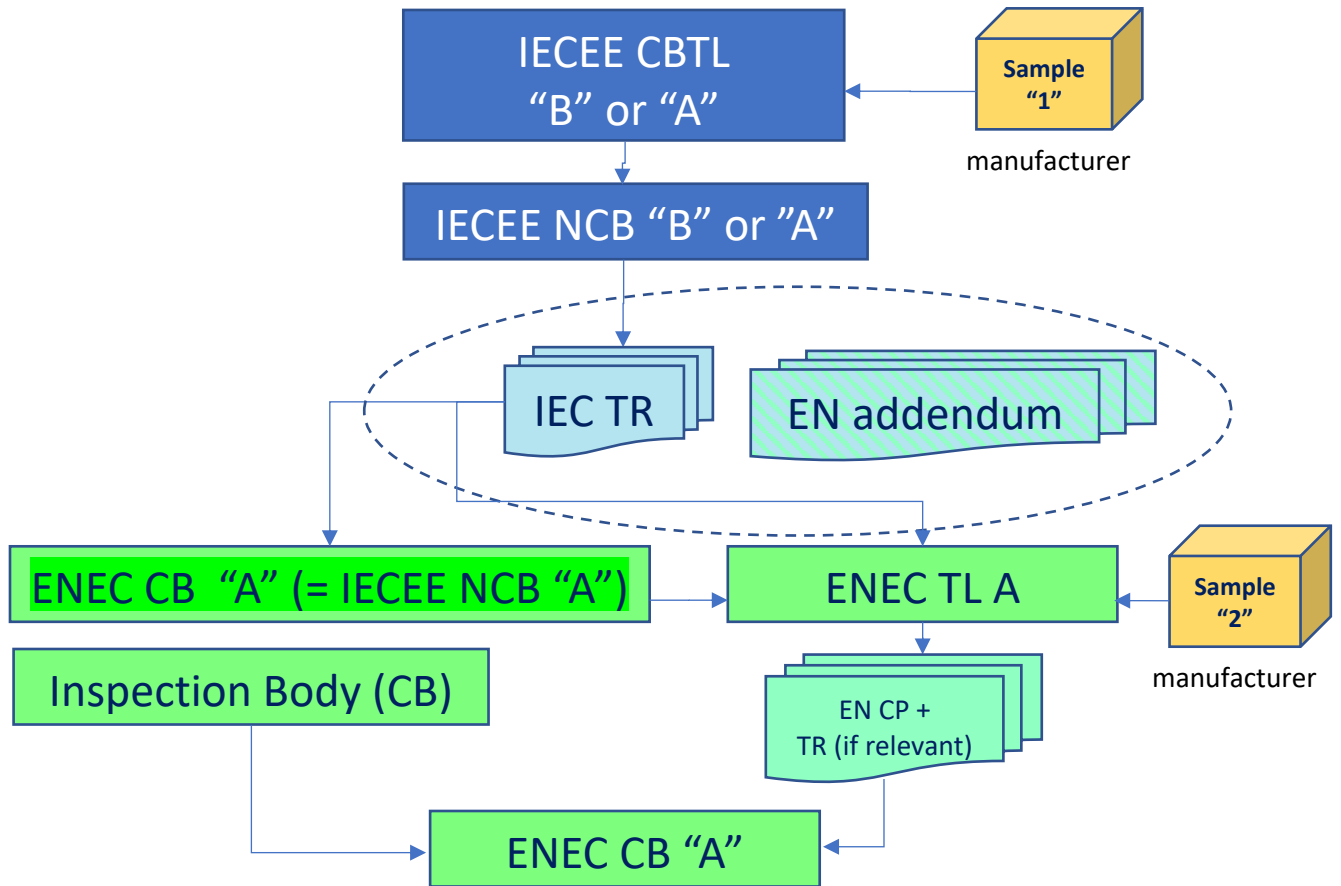 IECEE CBTL
“B” or “A”
Sample
“1”
manufacturer
IECEE NCB “B” or ”A”
IEC TR
EN addendum
ENEC CB “A” (= IECEE NCB “A”)
ENEC TL A
Sample
“2”
manufacturer
Inspection Body (CB)
EN CP +
TR (if relevant)
ENEC CB “A”